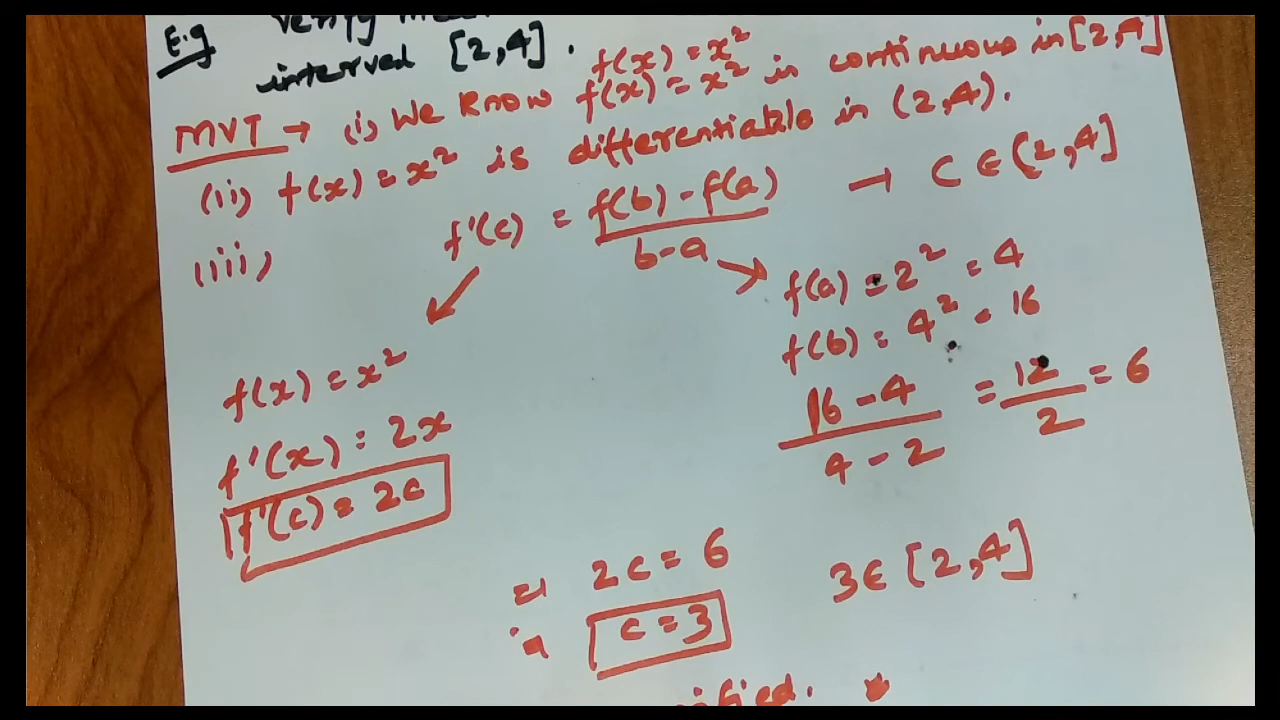 E.g verify
interval [2,4]. f(x) = x²
MVT → (i) We know f(x) = x² is continuous in [2,4]
(ii) f(x) = x² is differentiable in (2,4).
(iii) f'(c) = f(b) - f(a) / b - a → C ∈ [2,4]
f(a) = 2² = 4
f(b) = 4² = 16
16 - 4 / 4 - 2 = 12 / 2 = 6
f(x) = x²
f'(x) = 2x
f'(c) = 2c
2c = 6 3 ∈ [2,4]
c = 3